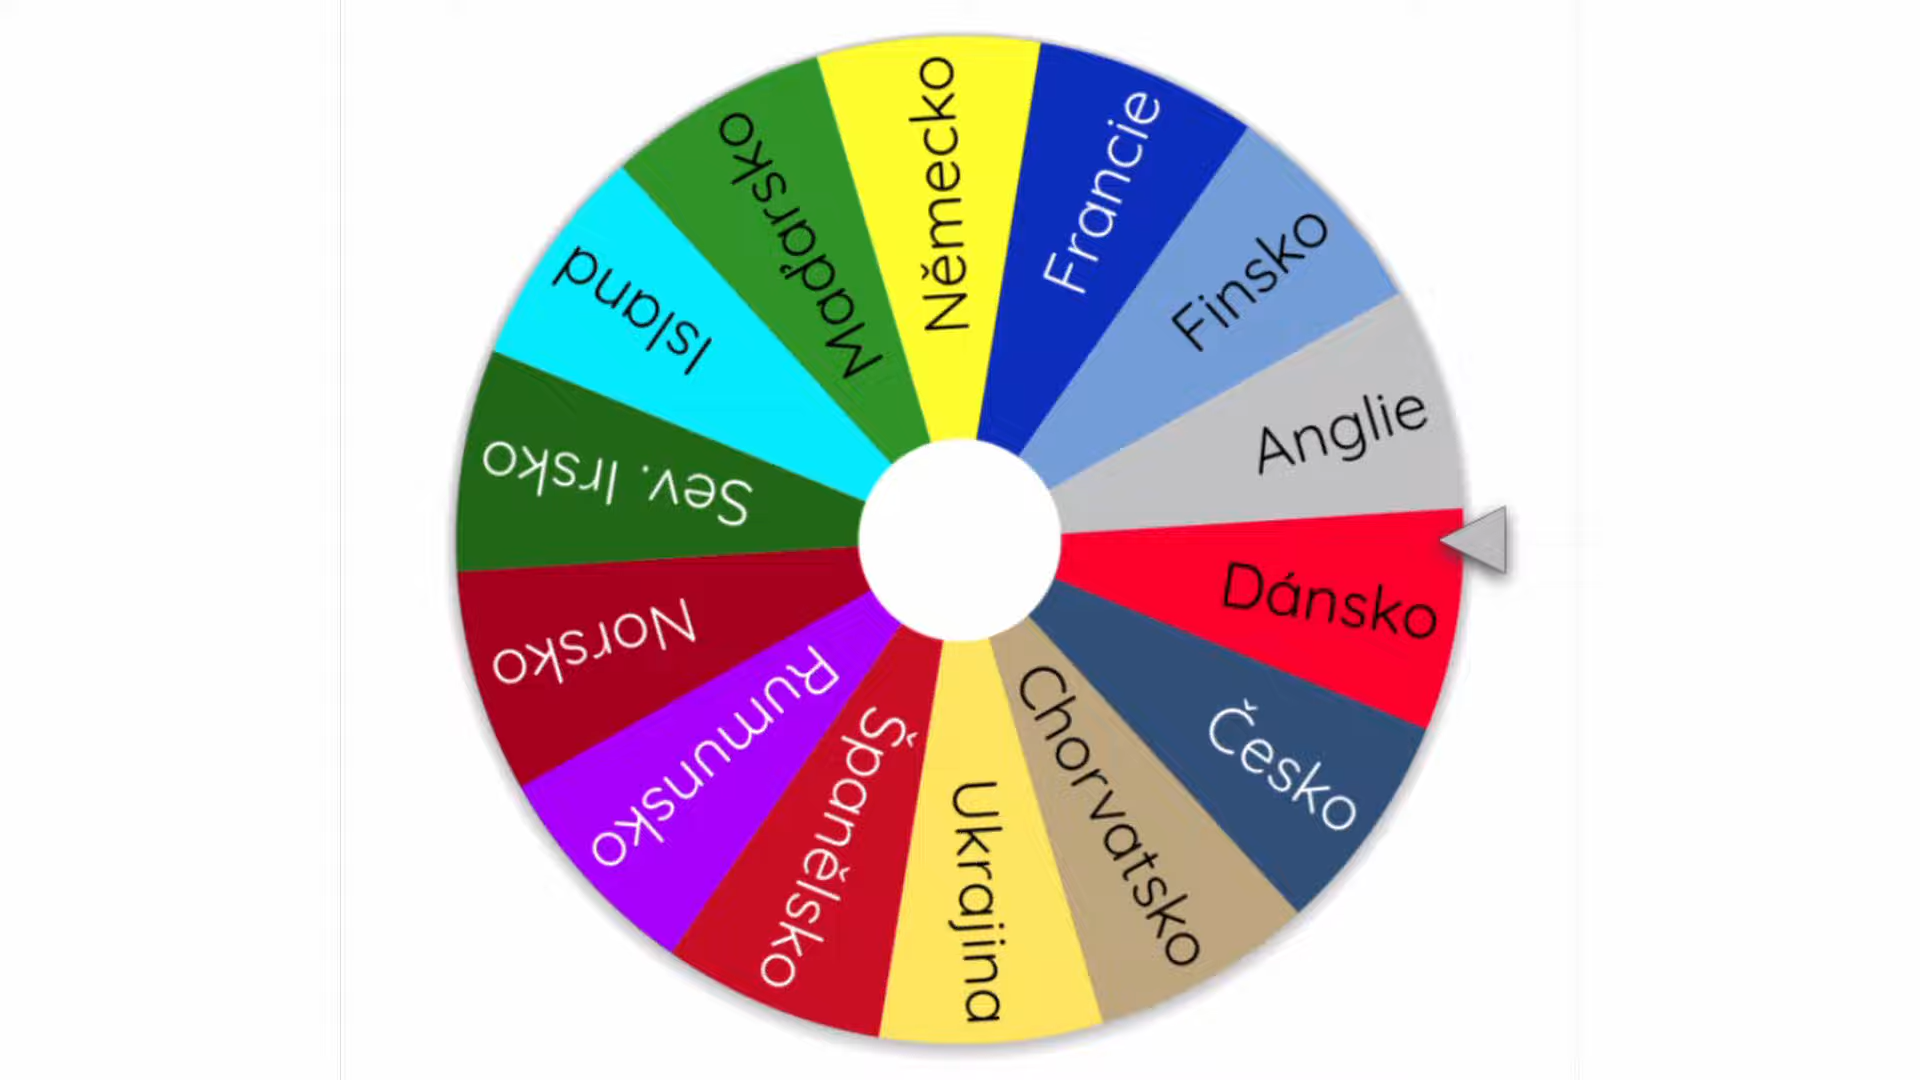 Německo
Francie
Finsko
Anglie
Dánsko
Česko
Chorvatsko
Ukrajina
Španělsko
Rumunsko
Norsko
Sev. Irsko
Island
Maďarsko